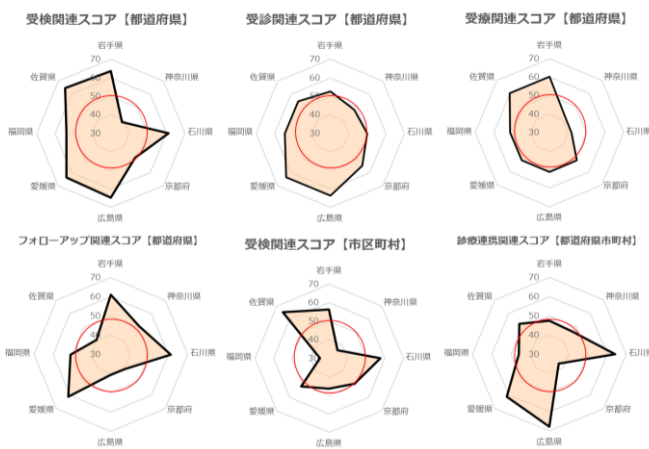 受検関連スコア【都道府県】
岩手県
神奈川県
石川県
京都府
広島県
愛媛県
福岡県
佐賀県
70
60
50
40
30
受診関連スコア【都道府県】
岩手県
神奈川県
石川県
京都府
広島県
愛媛県
福岡県
佐賀県
70
60
50
40
30
受療関連スコア【都道府県】
岩手県
神奈川県
石川県
京都府
広島県
愛媛県
福岡県
佐賀県
70
60
50
40
30
フォローアップ関連スコア【都道府県】
岩手県
神奈川県
石川県
京都府
広島県
愛媛県
福岡県
佐賀県
70
60
50
40
30
受検関連スコア【市区町村】
岩手県
神奈川県
石川県
京都府
広島県
愛媛県
福岡県
佐賀県
70
60
50
40
30
診療連携関連スコア【都道府県市町村】
岩手県
神奈川県
石川県
京都府
広島県
愛媛県
福岡県
佐賀県
70
60
50
40
30